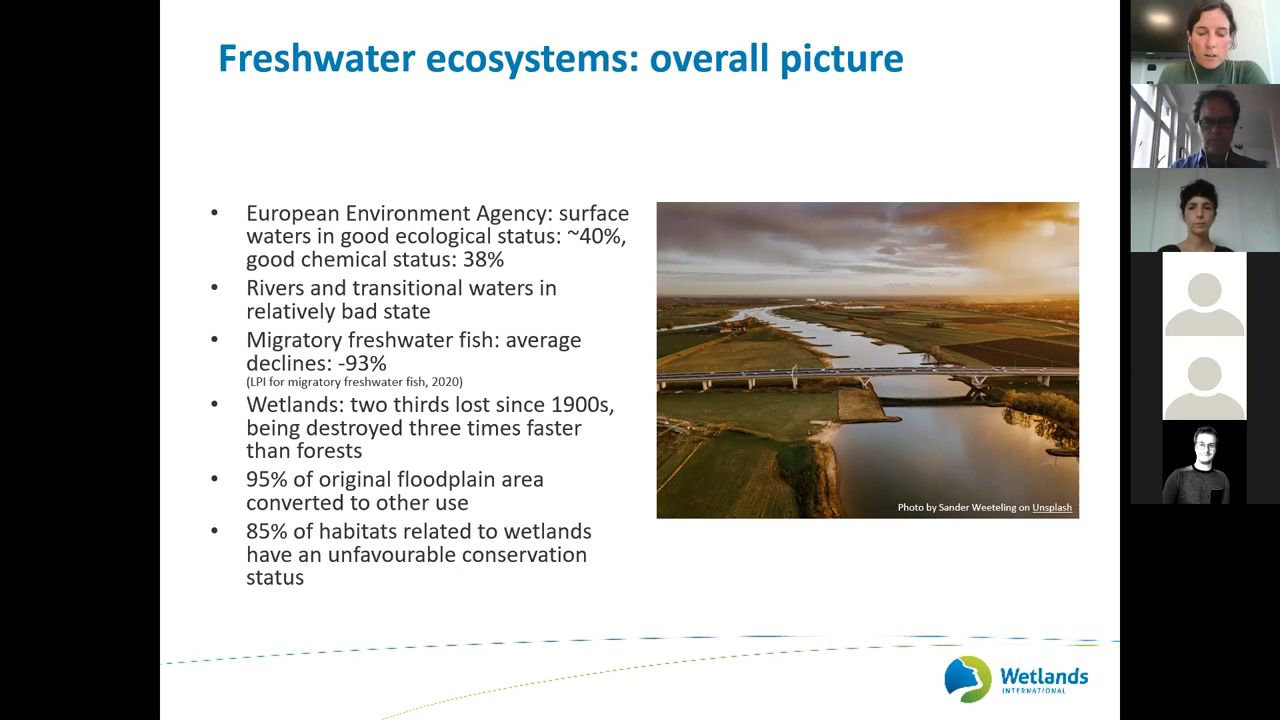 Freshwater ecosystems: overall picture
• European Environment Agency: surface
waters in good ecological status: ~40%,
good chemical status: 38%
• Rivers and transitional waters in
relatively bad state
• Migratory freshwater fish: average
declines: -93%
(LPI for migratory freshwater fish, 2020)
• Wetlands: two thirds lost since 1900s,
being destroyed three times faster
than forests
• 95% of original floodplain area
converted to other use
• 85% of habitats related to wetlands
have an unfavourable conservation
status
Photo by Sander Weeteling on Unsplash
Wetlands
INTERNATIONAL